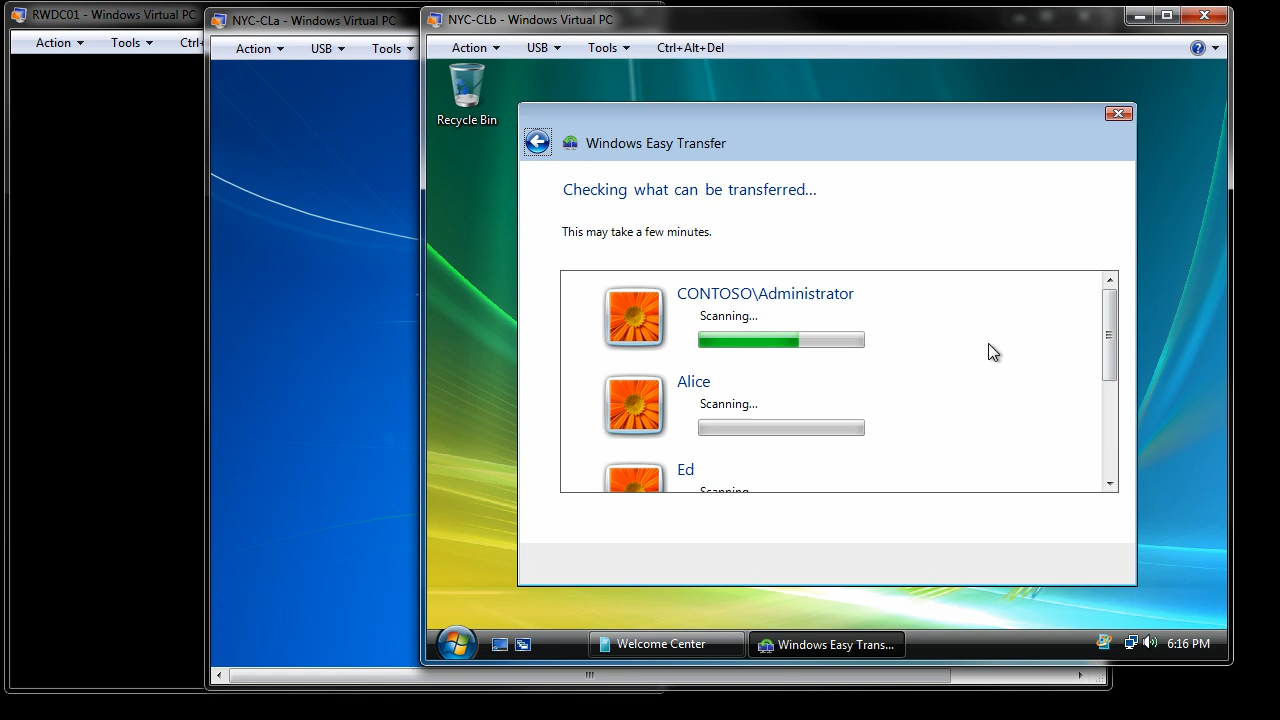 RWDC01 - Windows Virtual PC
Action Tools Ctrl+
NYC-CLa - Windows Virtual PC
Action USB Tools
NYC-CLb - Windows Virtual PC
Action USB Tools Ctrl+Alt+Del
Recycle Bin
Windows Easy Transfer
Checking what can be transferred...
This may take a few minutes.
CONTOSO\Administrator
Scanning...
Alice
Scanning...
Ed
Scanning
Welcome Center
Windows Easy Trans...
6:16 PM